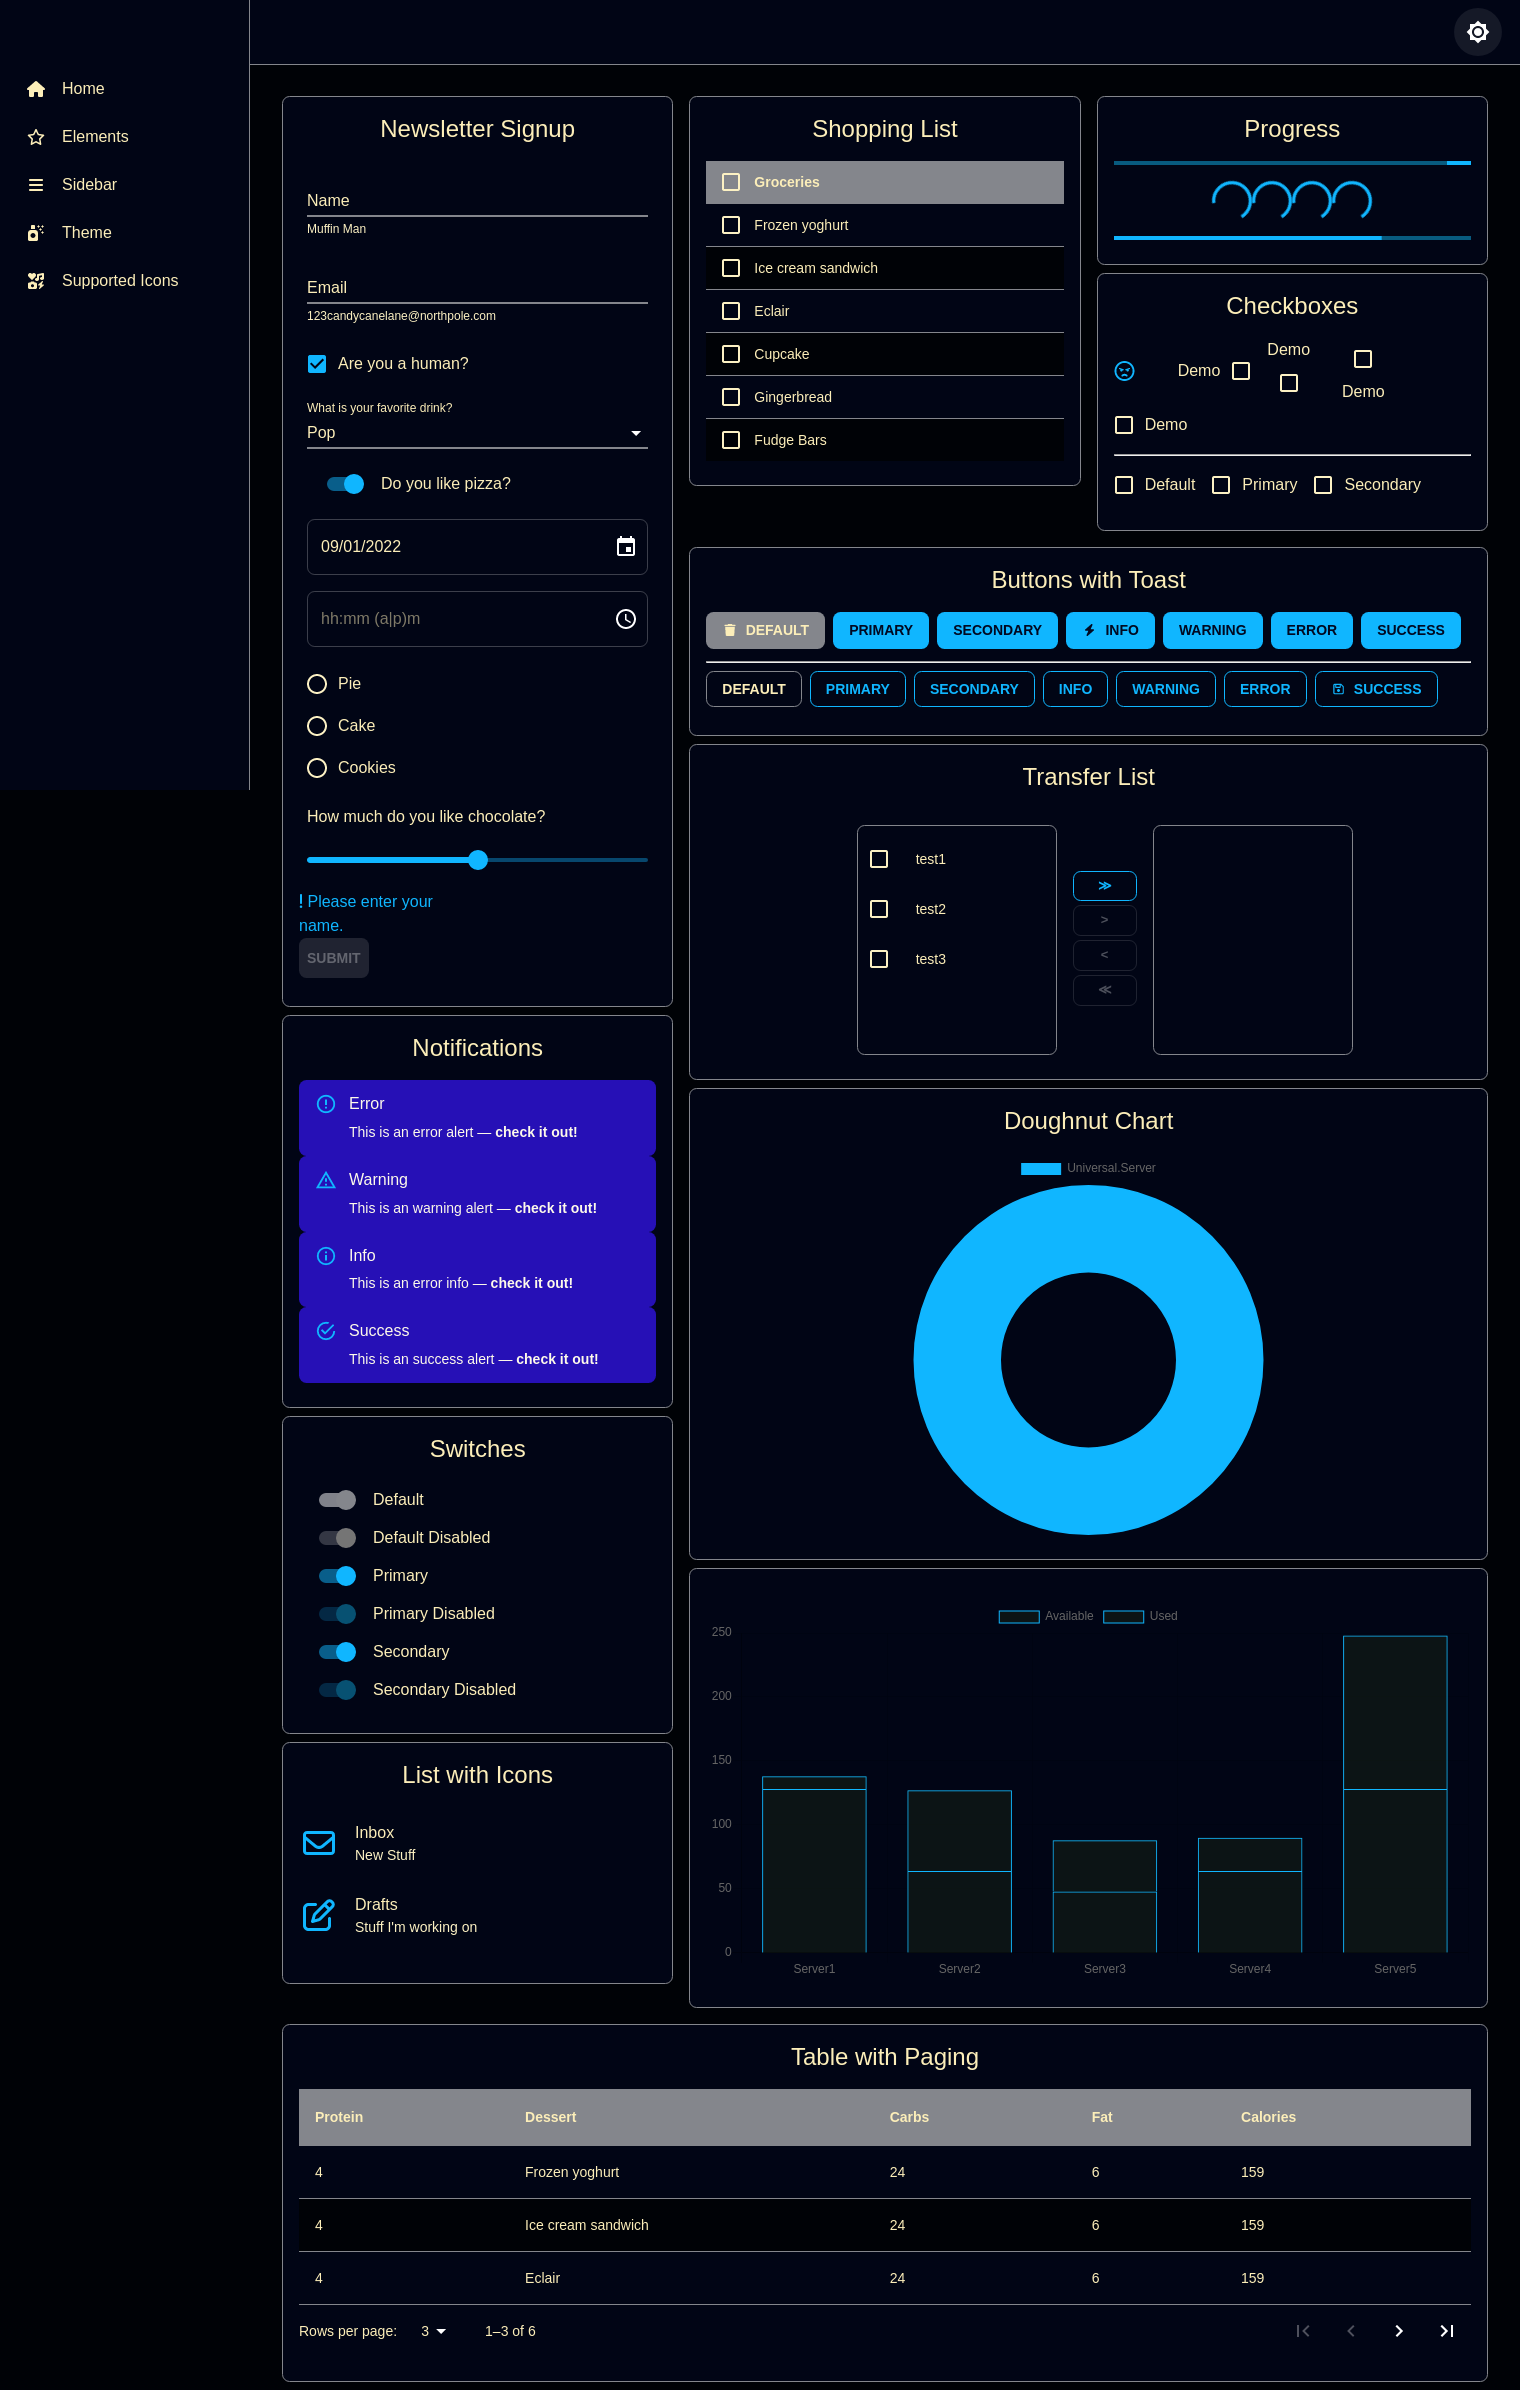 Home
Elements
Sidebar
Theme
Supported Icons
Newsletter Signup
Name
Muffin Man
Email
123candycanelane@northpole.com
Are you a human?
What is your favorite drink?
Pop
Do you like pizza?
09/01/2022
hh:mm (a|p)m
Pie
Cake
Cookies
How much do you like chocolate?
! Please enter your
name.
SUBMIT
Notifications
Error
This is an error alert — check it out!
Warning
This is an warning alert — check it out!
Info
This is an error info — check it out!
Success
This is an success alert — check it out!
Switches
Default
Default Disabled
Primary
Primary Disabled
Secondary
Secondary Disabled
List with Icons
Inbox
New Stuff
Drafts
Stuff I'm working on
Shopping List
Groceries
Frozen yoghurt
Ice cream sandwich
Eclair
Cupcake
Gingerbread
Fudge Bars
Progress
Checkboxes
Demo
Demo
Demo
Demo
Default Primary Secondary
Buttons with Toast
DEFAULT PRIMARY SECONDARY INFO WARNING ERROR SUCCESS
DEFAULT PRIMARY SECONDARY INFO WARNING ERROR SUCCESS
Transfer List
test1
test2
test3
≫
>
<
≪
Doughnut Chart
Universal.Server
Available Used
250
200
150
100
50
0
Server1 Server2 Server3 Server4 Server5
Table with Paging
Protein Dessert Carbs Fat Calories
4 Frozen yoghurt 24 6 159
4 Ice cream sandwich 24 6 159
4 Eclair 24 6 159
Rows per page: 3 1–3 of 6